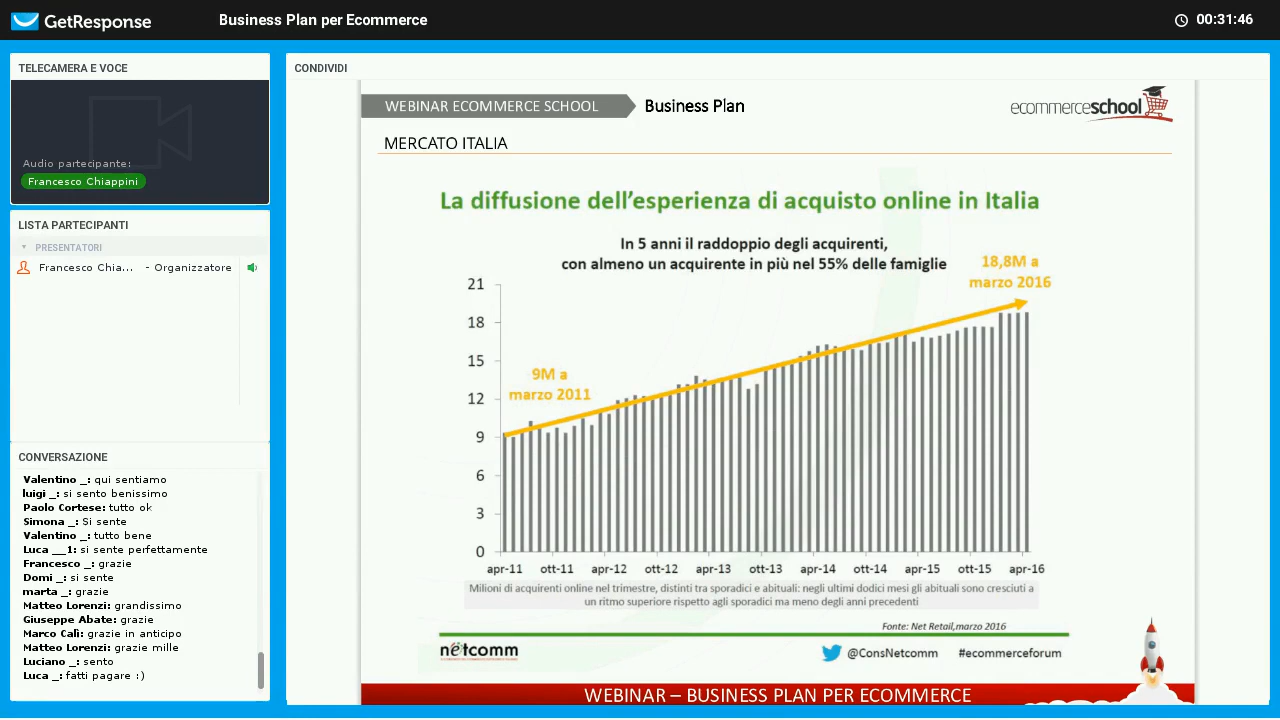 GetResponse
Business Plan per Ecommerce
00:31:46
TELECAMERA E VOCE
Audio partecipante:
Francesco Chiappini
LISTA PARTECIPANTI
PRESENTATORI
Francesco Chia... - Organizzatore
CONVERSAZIONE
Valentino _: qui sentiamo
luigi _: si sento benissimo
Paolo Cortese: tutto ok
Simona _: Si sente
Valentino _: tutto bene
Luca __1: si sente perfettamente
Francesco _: grazie
Domi _: si sente
marta _: grazie
Matteo Lorenzi: grandissimo
Giuseppe Abate: grazie
Marco Calì: grazie in anticipo
Matteo Lorenzi: grazie mille
Luciano _: sento
Luca _: fatti pagare :)
CONDIVIDI
WEBINAR ECOMMERCE SCHOOL
Business Plan
ecommerceschool
MERCATO ITALIA
La diffusione dell'esperienza di acquisto online in Italia
In 5 anni il raddoppio degli acquirenti,
con almeno un acquirente in più nel 55% delle famiglie
18,8M a
marzo 2016
9M a
marzo 2011
21
18
15
12
9
6
3
0
apr-11 ott-11 apr-12 ott-12 apr-13 ott-13 apr-14 ott-14 apr-15 ott-15 apr-16
Milioni di acquirenti online nel trimestre, distinti tra sporadici e abituali: negli ultimi dodici mesi gli abituali sono cresciuti a
un ritmo superiore rispetto agli sporadici ma meno degli anni precedenti
Fonte: Net Retail,marzo 2016
netcomm
@ConsNetcomm #ecommerceforum
WEBINAR – BUSINESS PLAN PER ECOMMERCE